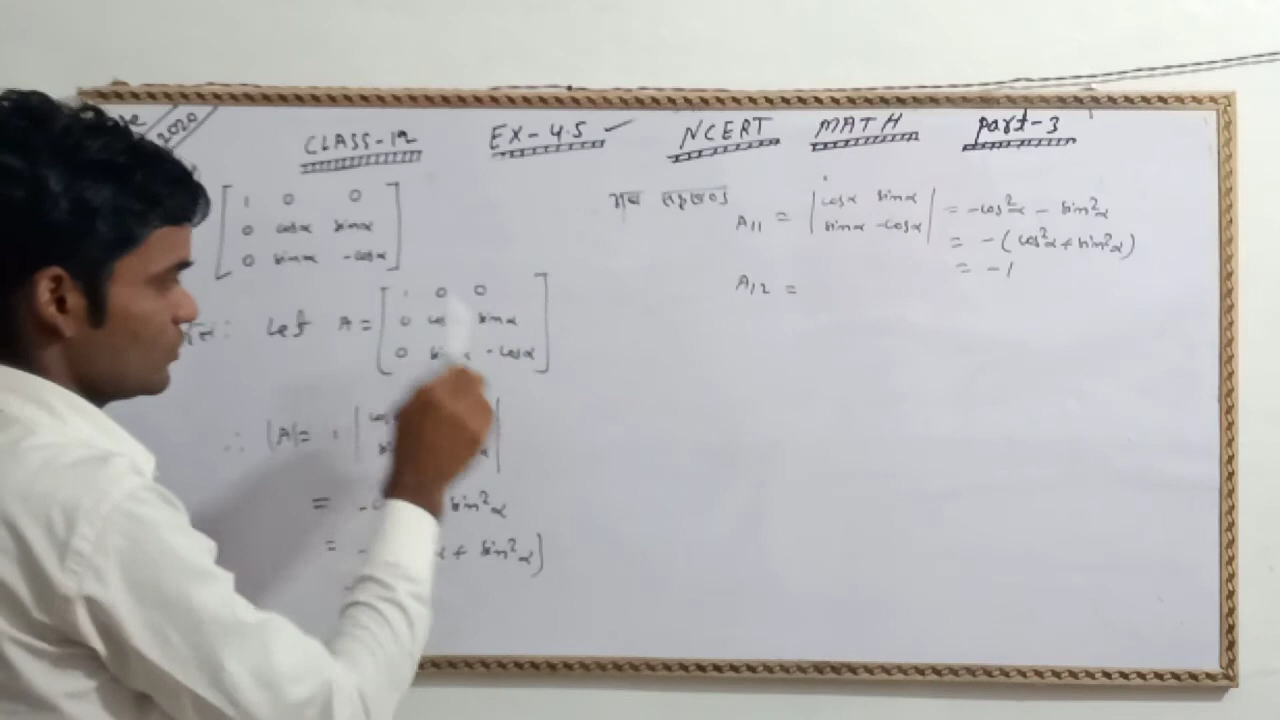 2020
CLASS-12 EX-4.5 ✓ NCERT MATH Part-3
1 0 0
0 cosα sinα
0 sinα -cosα
Let A = [1 0 0
0 sinα
0 -cosα]
∴ |A| = 1
= sin²α
= + sin²α)
अब सहखण्ड
A11 = |cosα sinα| = -cos²α - sin²α
|sinα -cosα| = -(cos²α + sin²α)
= -1
A12 =